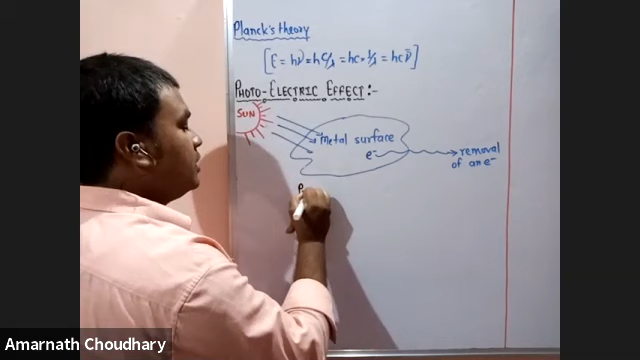 Planck's theory
[E = hν = hc/λ = hc × 1/λ = hc ν̄]
PHOTO-ELECTRIC EFFECT:-
SUN
Metal surface
e⁻
removal
of an e⁻
Amarnath Choudhary